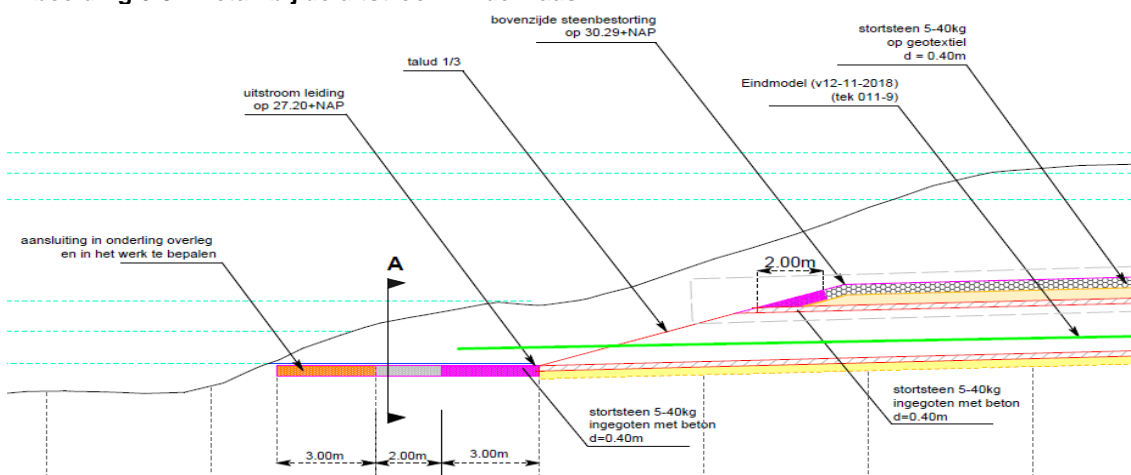 bovenzijde steenbestorting
op 30.29+NAP
stortsteen 5-40kg
op geotextiel
d = 0.40m
talud 1/3
Eindmodel (v12-11-2018)
(tek 011-9)
uitstroom leiding
op 27.20+NAP
aansluiting in onderling overleg
en in het werk te bepalen
A
2.00m
stortsteen 5-40kg
ingegoten met beton
d=0.40m
stortsteen 5-40kg
ingegoten met beton
d=0.40m
3.00m
2.00m
3.00m